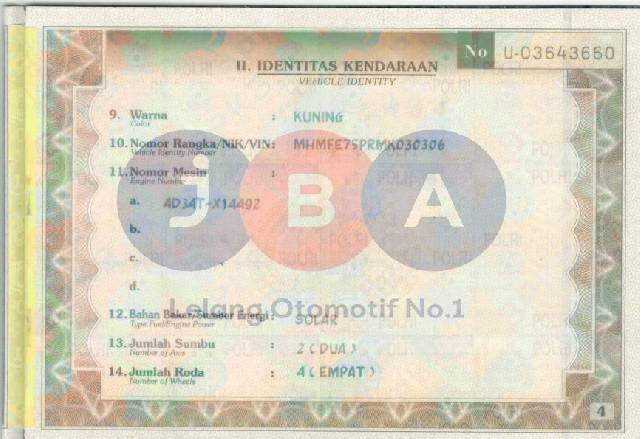 No U-03643660
II. IDENTITAS KENDARAAN
VEHICLE IDENTITY
9. Warna : KUNING
Color
10. Nomor Rangka/NIK/VIN: MHMFE75PRMK030306
Vehicle Identity Number
11. Nomor Mesin :
Engine Number
a. 4D34T-X14492
b.
c.
d.
J B A
Lelang Otomotif No.1
12. Bahan Bakar/Sumber Energi : SOLAR
Type Fuel/Engine Power
13. Jumlah Sumbu : 2 (DUA)
Number of Axis
14. Jumlah Roda : 4 (EMPAT)
Number of Wheels
4